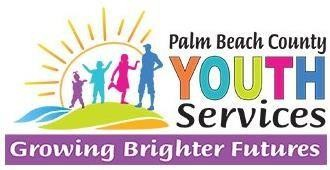 Palm Beach County
YOUTH
Services
Growing Brighter Futures